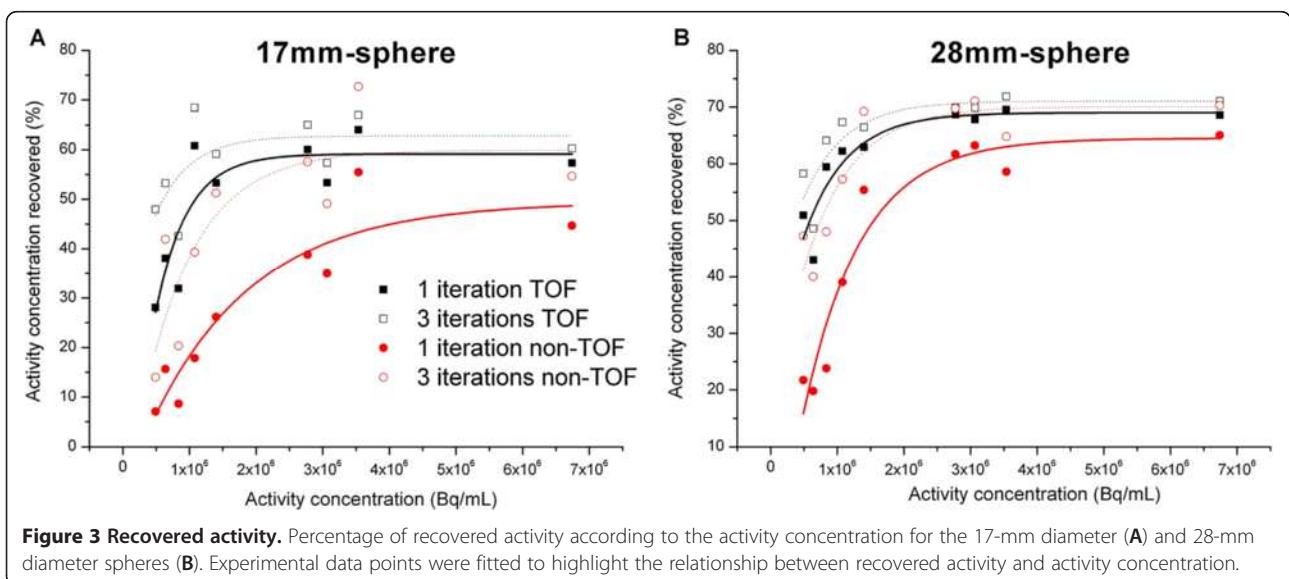 A
17mm-sphere
Activity concentration recovered (%)
80
70
60
50
40
30
20
10
0
0
1x10⁶
2x10⁶
3x10⁶
4x10⁶
5x10⁶
6x10⁶
7x10⁶
Activity concentration (Bq/mL)
1 iteration TOF
3 iterations TOF
1 iteration non-TOF
3 iterations non-TOF
B
28mm-sphere
Activity concentration recovered (%)
80
70
60
50
40
30
20
10
0
1x10⁶
2x10⁶
3x10⁶
4x10⁶
5x10⁶
6x10⁶
7x10⁶
Activity concentration (Bq/mL)
Figure 3 Recovered activity. Percentage of recovered activity according to the activity concentration for the 17-mm diameter (A) and 28-mm
diameter spheres (B). Experimental data points were fitted to highlight the relationship between recovered activity and activity concentration.